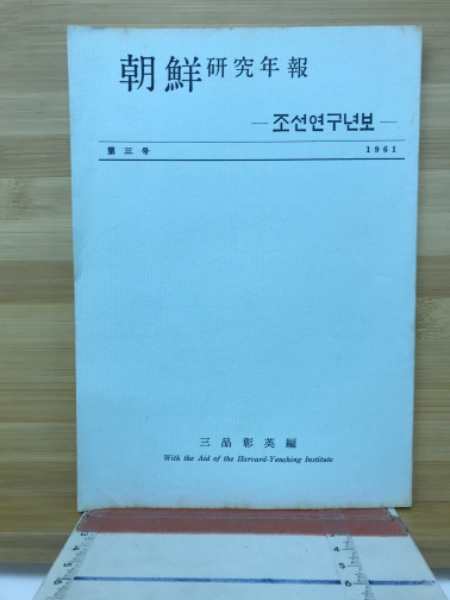 朝鮮研究年報
—조선연구년보—
第三号 1961
三品彰英編
With the Aid of the Harvard-Yenching Institute